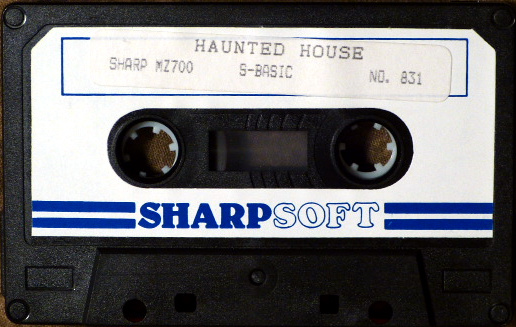 HAUNTED HOUSE
SHARP MZ700 S-BASIC NO. 831
SHARPSOFT